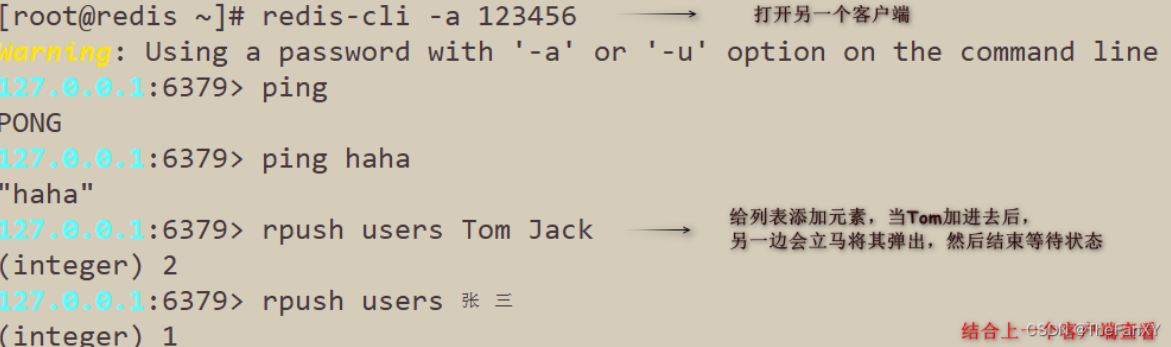 [root@redis ~]# redis-cli -a 123456 打开另一个客户端
Warning: Using a password with '-a' or '-u' option on the command line
127.0.0.1:6379> ping
PONG
127.0.0.1:6379> ping haha
"haha"
127.0.0.1:6379> rpush users Tom Jack
给列表添加元素，当Tom加进去后，
另一边会立马将其弹出，然后结束等待状态
(integer) 2
127.0.0.1:6379> rpush users 张 三
(integer) 1
结合上一个客户端查看
CSDN @TheFanXY